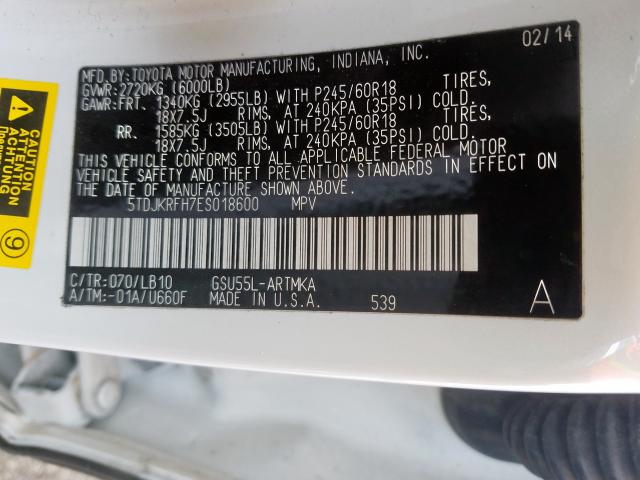 02/14
MFD.BY:TOYOTA MOTOR MANUFACTURING, INDIANA, INC.
GVWR:2720KG (6000LB)
GAWR:FRT. 1340KG (2955LB) WITH P245/60R18 TIRES,
18X7.5J RIMS, AT 240KPA (35PSI) COLD.
RR. 1585KG (3505LB) WITH P245/60R18 TIRES,
18X7.5J RIMS, AT 240KPA (35PSI) COLD.
THIS VEHICLE CONFORMS TO ALL APPLICABLE FEDERAL MOTOR
VEHICLE SAFETY AND THEFT PREVENTION STANDARDS IN EFFECT ON
THE DATE OF MANUFACTURE SHOWN ABOVE.
5TDJKRFH7ES018600 MPV
C/TR:070/LB10 GSU55L-ARTMKA
A/TM:-01A/U660F MADE IN U.S.A. 539 A
CAUTION
ATTENTION
ACHTUNG
9